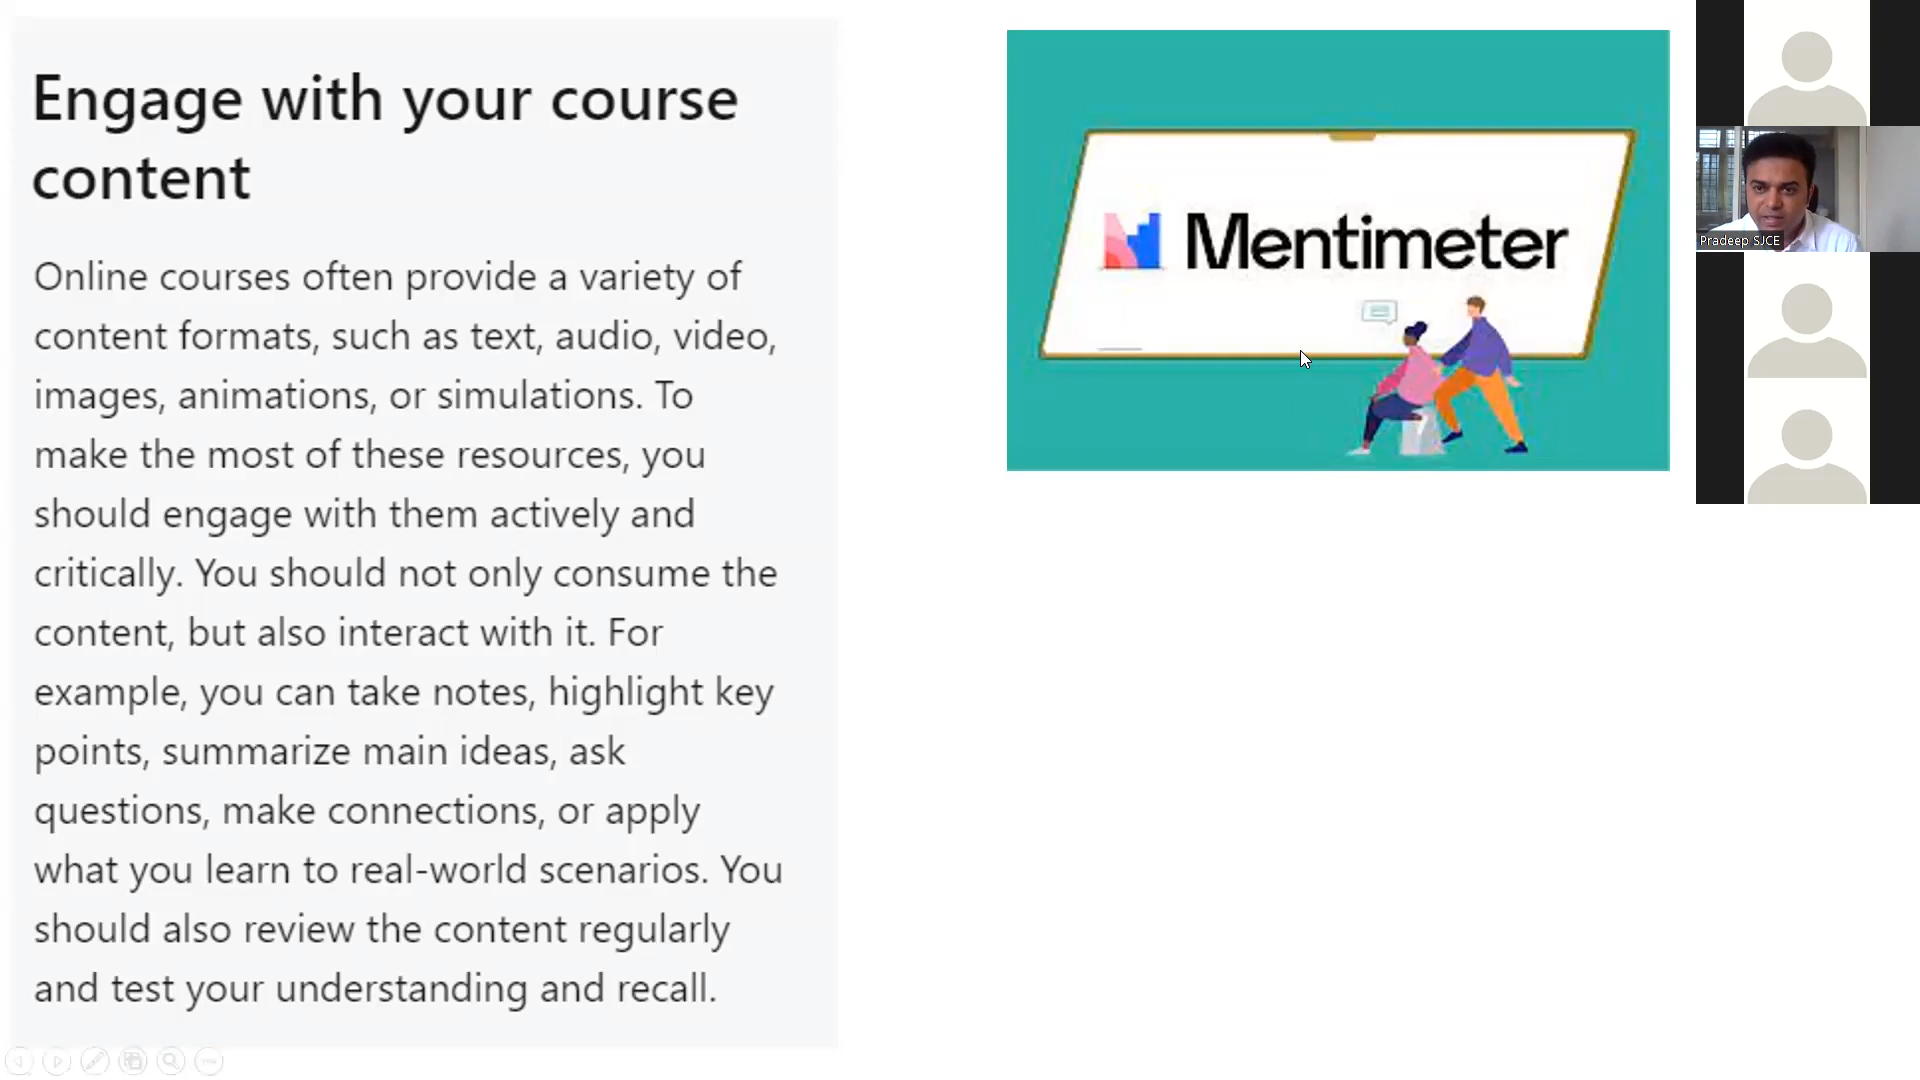 Engage with your course
content
Online courses often provide a variety of
content formats, such as text, audio, video,
images, animations, or simulations. To
make the most of these resources, you
should engage with them actively and
critically. You should not only consume the
content, but also interact with it. For
example, you can take notes, highlight key
points, summarize main ideas, ask
questions, make connections, or apply
what you learn to real-world scenarios. You
should also review the content regularly
and test your understanding and recall.
Mentimeter
Pradeep SJCE